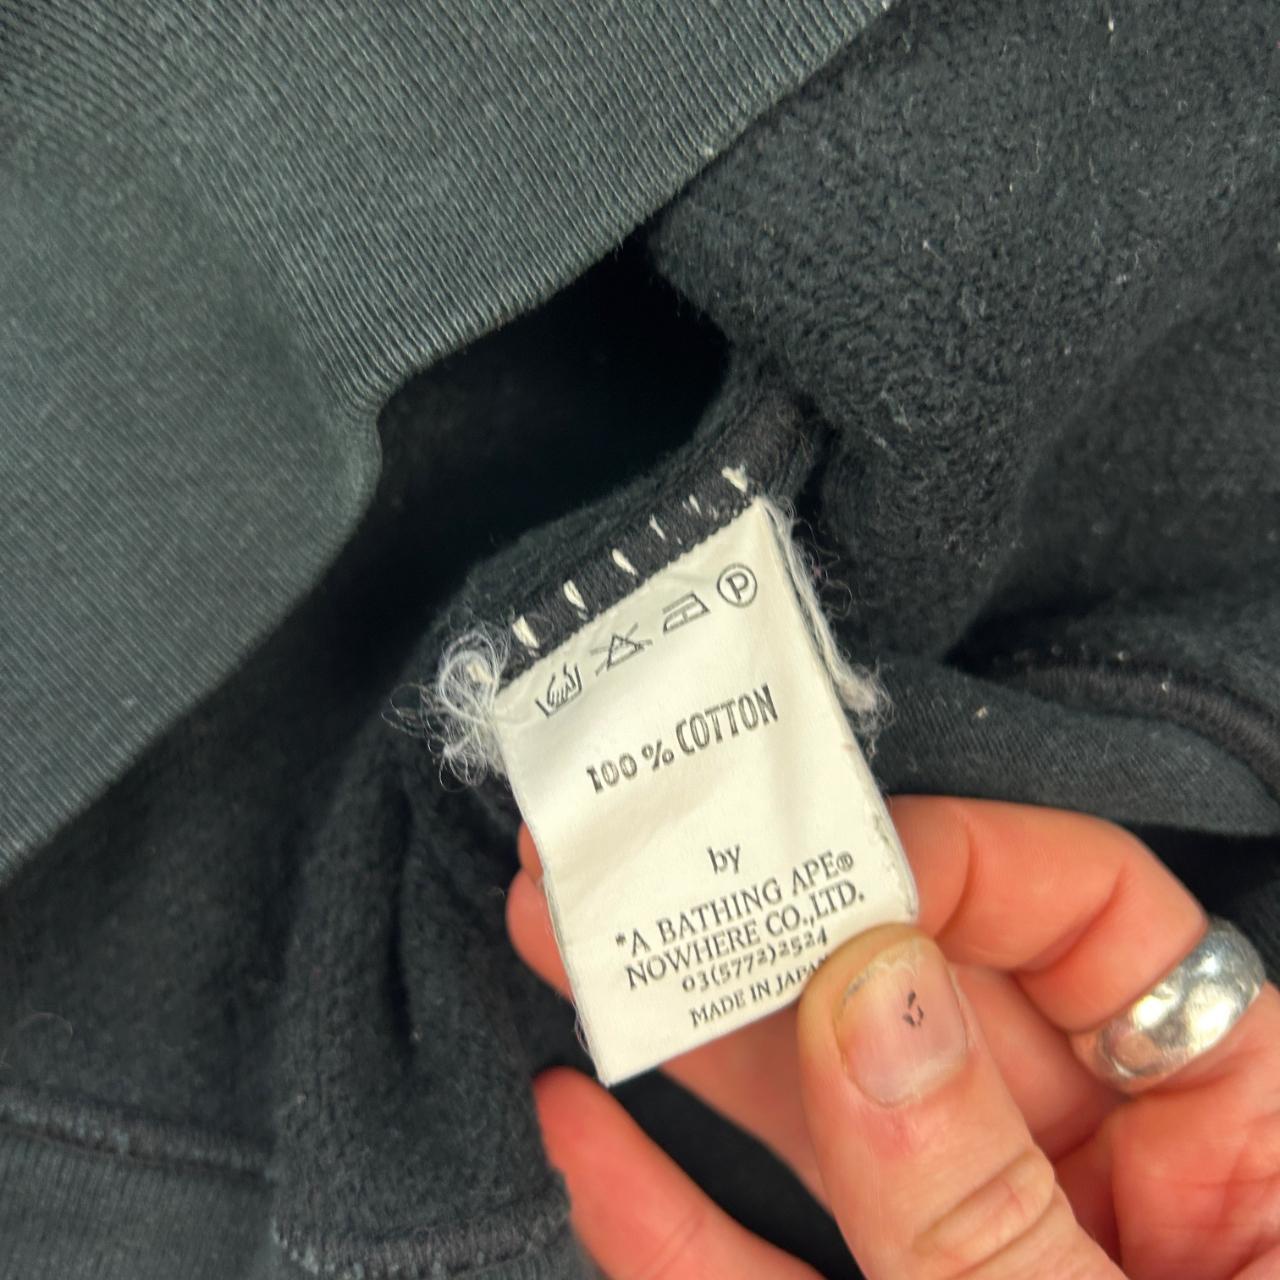 P
100 % COTTON
by
*A BATHING APE®
NOWHERE CO.,LTD.
03(5772)2524
MADE IN JAPAN